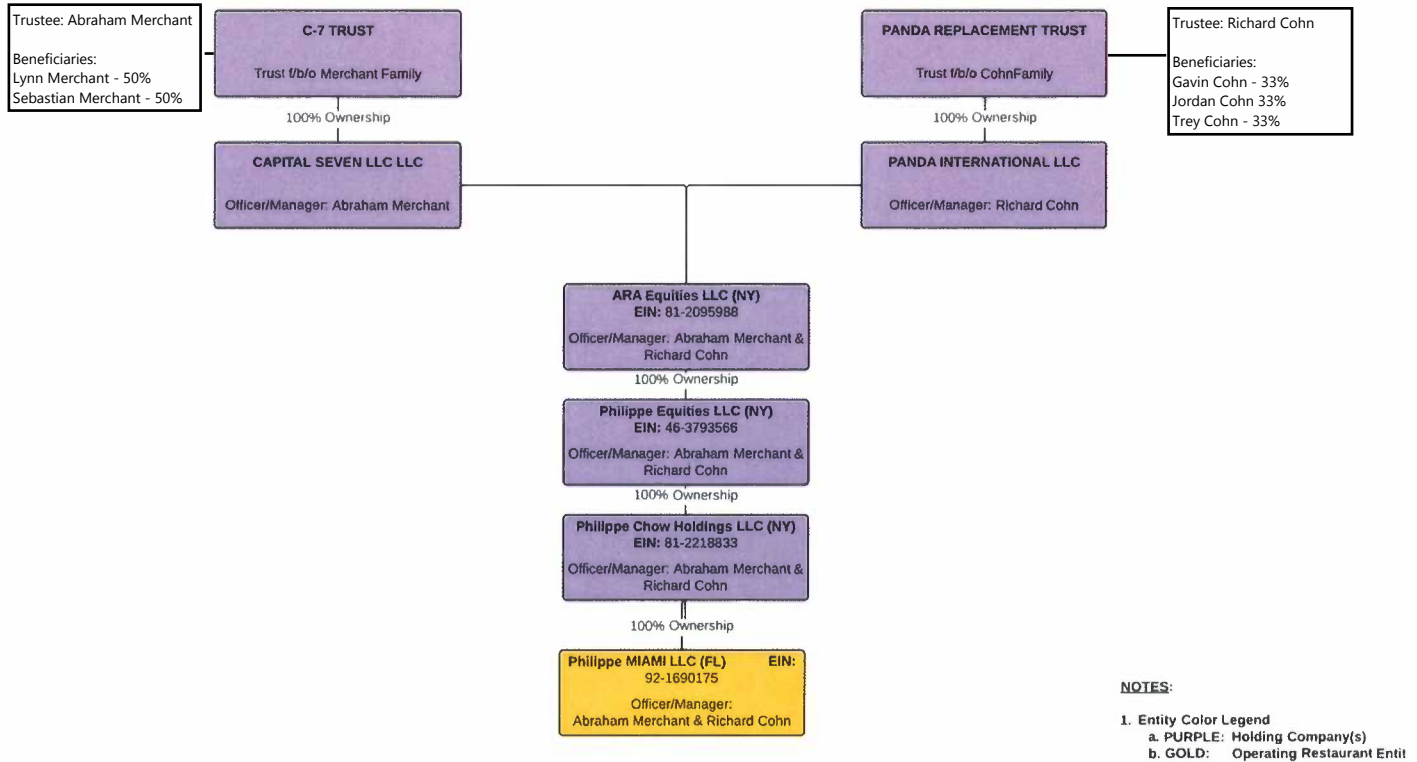 Trustee: Abraham Merchant
Beneficiaries:
Lynn Merchant - 50%
Sebastian Merchant - 50%
C-7 TRUST
Trust f/b/o Merchant Family
100% Ownership
CAPITAL SEVEN LLC LLC
Officer/Manager: Abraham Merchant
PANDA REPLACEMENT TRUST
Trust f/b/o CohnFamily
Trustee: Richard Cohn
Beneficiaries:
Gavin Cohn - 33%
Jordan Cohn 33%
Trey Cohn - 33%
100% Ownership
PANDA INTERNATIONAL LLC
Officer/Manager: Richard Cohn
ARA Equities LLC (NY)
EIN: 81-2095988
Officer/Manager: Abraham Merchant &
Richard Cohn
100% Ownership
Philippe Equities LLC (NY)
EIN: 46-3793566
Officer/Manager: Abraham Merchant &
Richard Cohn
100% Ownership
Philippe Chow Holdings LLC (NY)
EIN: 81-2218833
Officer/Manager: Abraham Merchant &
Richard Cohn
100% Ownership
Philippe MIAMI LLC (FL) EIN:
92-1690175
Officer/Manager:
Abraham Merchant & Richard Cohn
NOTES:
1. Entity Color Legend
a. PURPLE: Holding Company(s)
b. GOLD: Operating Restaurant Entit